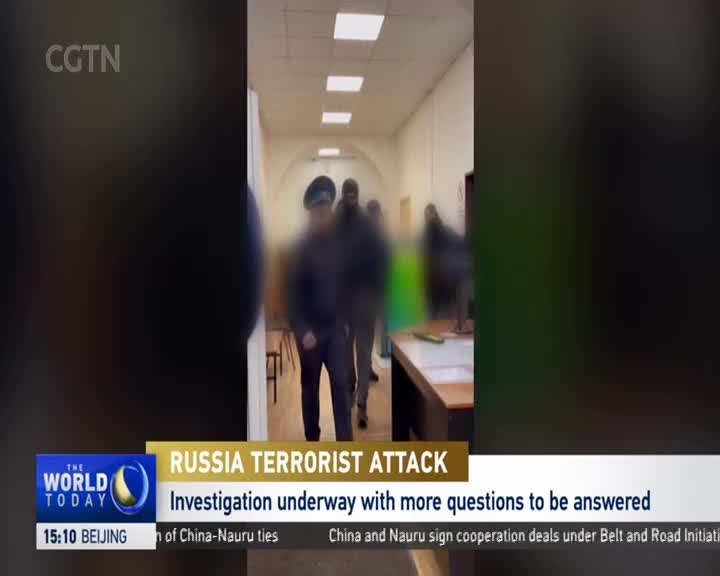 CGTN
RUSSIA TERRORIST ATTACK
THE
WORLD
TODAY
Investigation underway with more questions to be answered
15:10 BEIJING
n of China-Nauru ties China and Nauru sign cooperation deals under Belt and Road Initiati